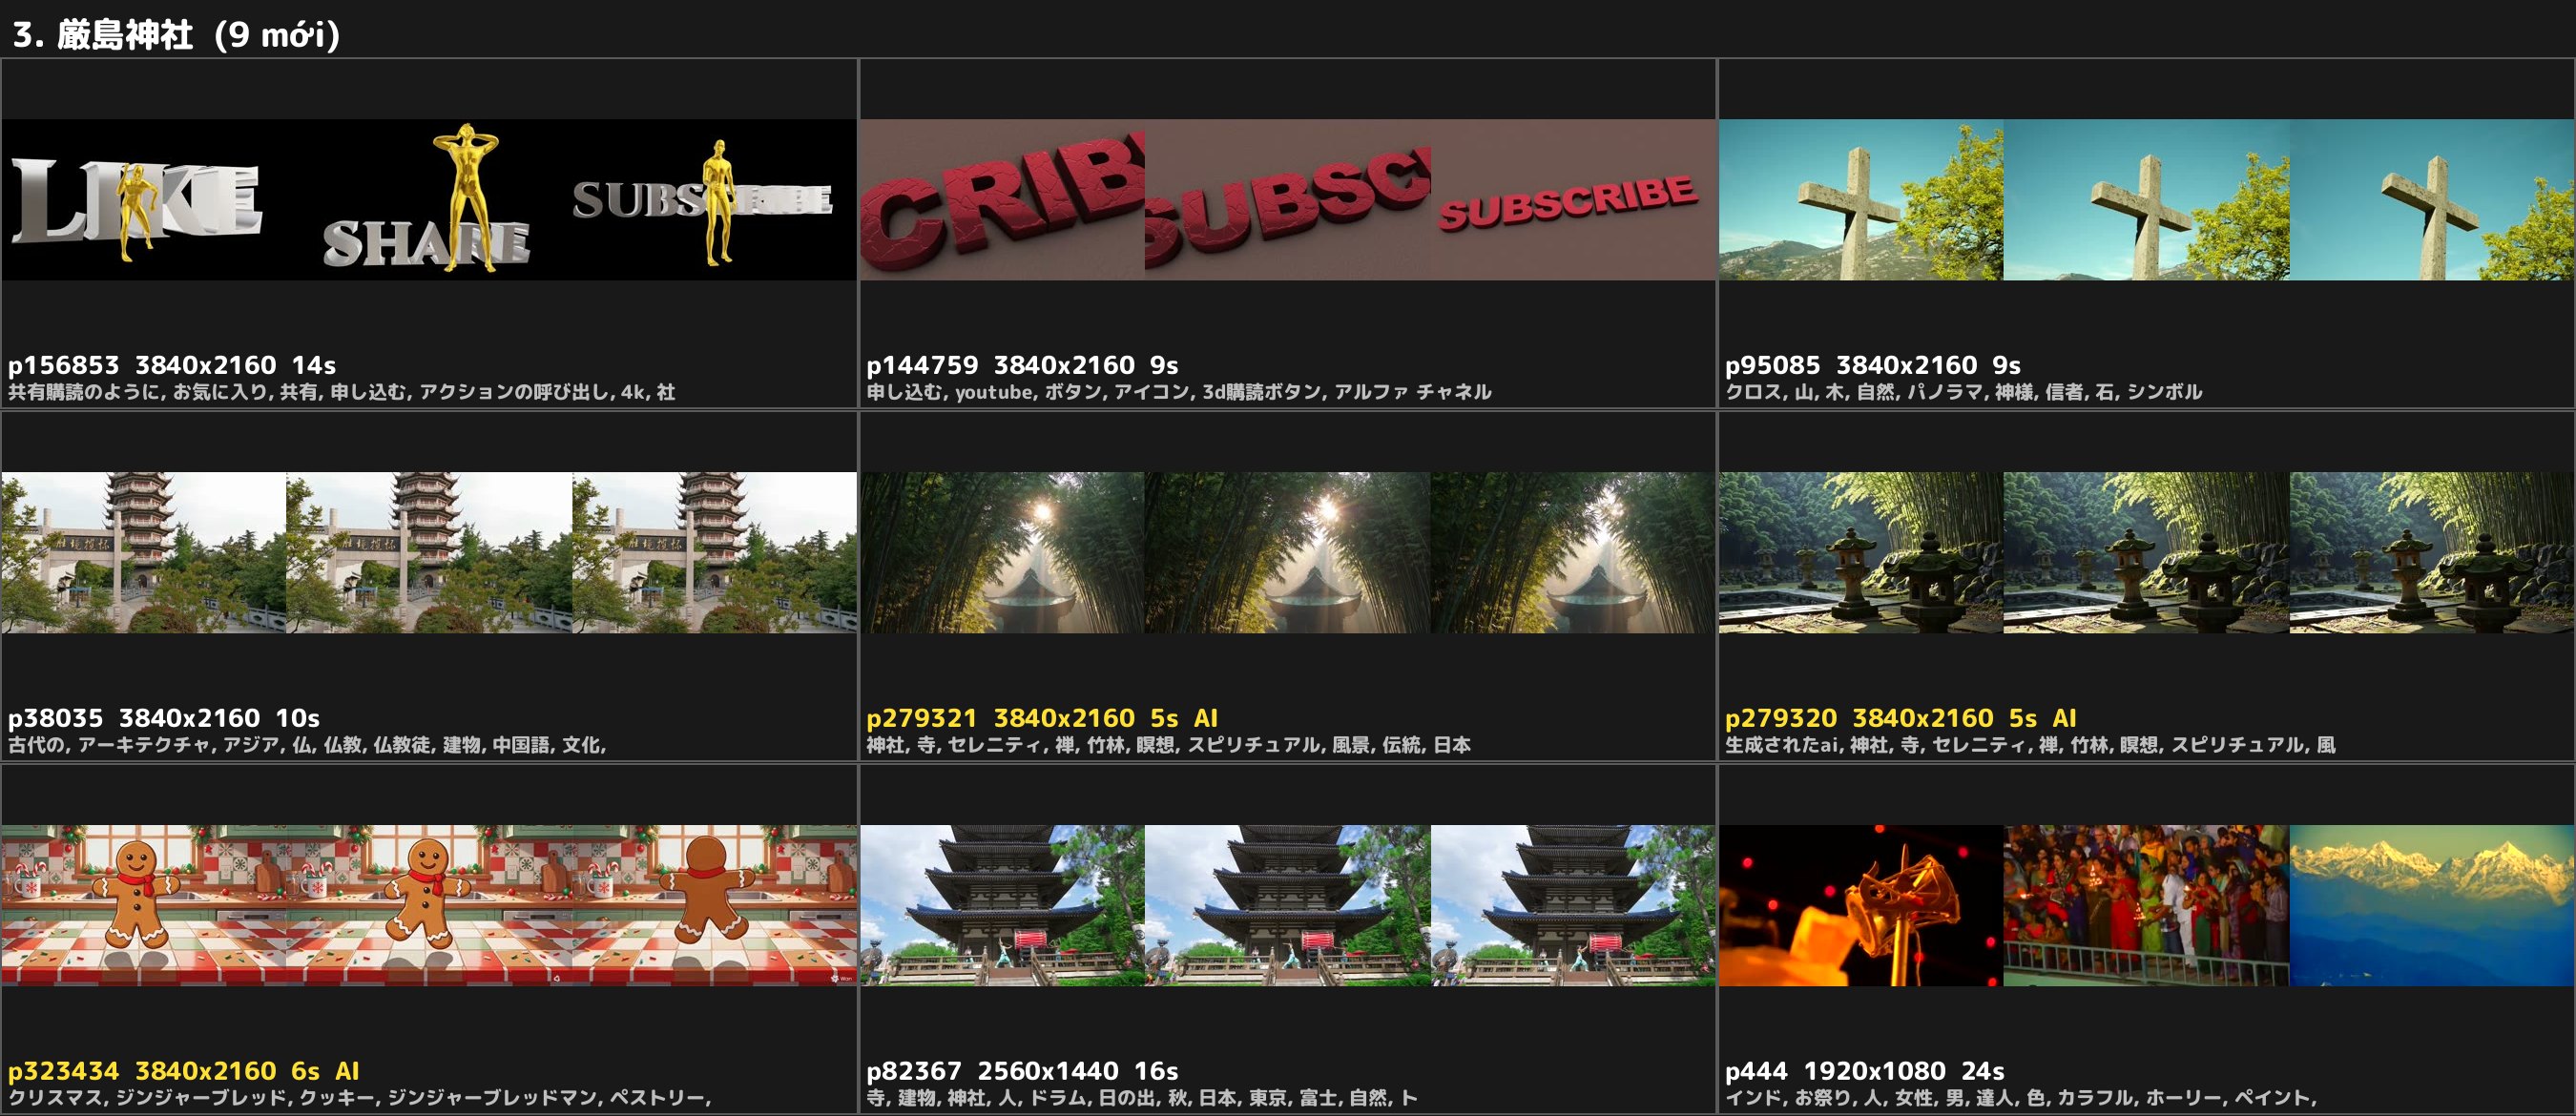 3. 厳島神社 (9 mới)
LIKE
SHARE
SUBSCRIBE
CRIB
SUBSC
SUBSCRIBE
p156853 3840x2160 14s
共有購読のように, お気に入り, 共有, 申し込む, アクションの呼び出し, 4k, 社
p144759 3840x2160 9s
申し込む, youtube, ボタン, アイコン, 3d購読ボタン, アルファ チャネル
p95085 3840x2160 9s
クロス, 山, 木, 自然, パノラマ, 神様, 信者, 石, シンボル
p38035 3840x2160 10s
古代の, アーキテクチャ, アジア, 仏, 仏教, 仏教徒, 建物, 中国語, 文化,
p279321 3840x2160 5s AI
神社, 寺, セレニティ, 禅, 竹林, 瞑想, スピリチュアル, 風景, 伝統, 日本
p279320 3840x2160 5s AI
生成されたai, 神社, 寺, セレニティ, 禅, 竹林, 瞑想, スピリチュアル, 風
p323434 3840x2160 6s AI
クリスマス, ジンジャーブレッド, クッキー, ジンジャーブレッドマン, ペストリー,
p82367 2560x1440 16s
寺, 建物, 神社, 人, ドラム, 日の出, 秋, 日本, 東京, 富士, 自然, ト
p444 1920x1080 24s
インド, お祭り, 人, 女性, 男, 達人, 色, カラフル, ホーリー, ペイント,